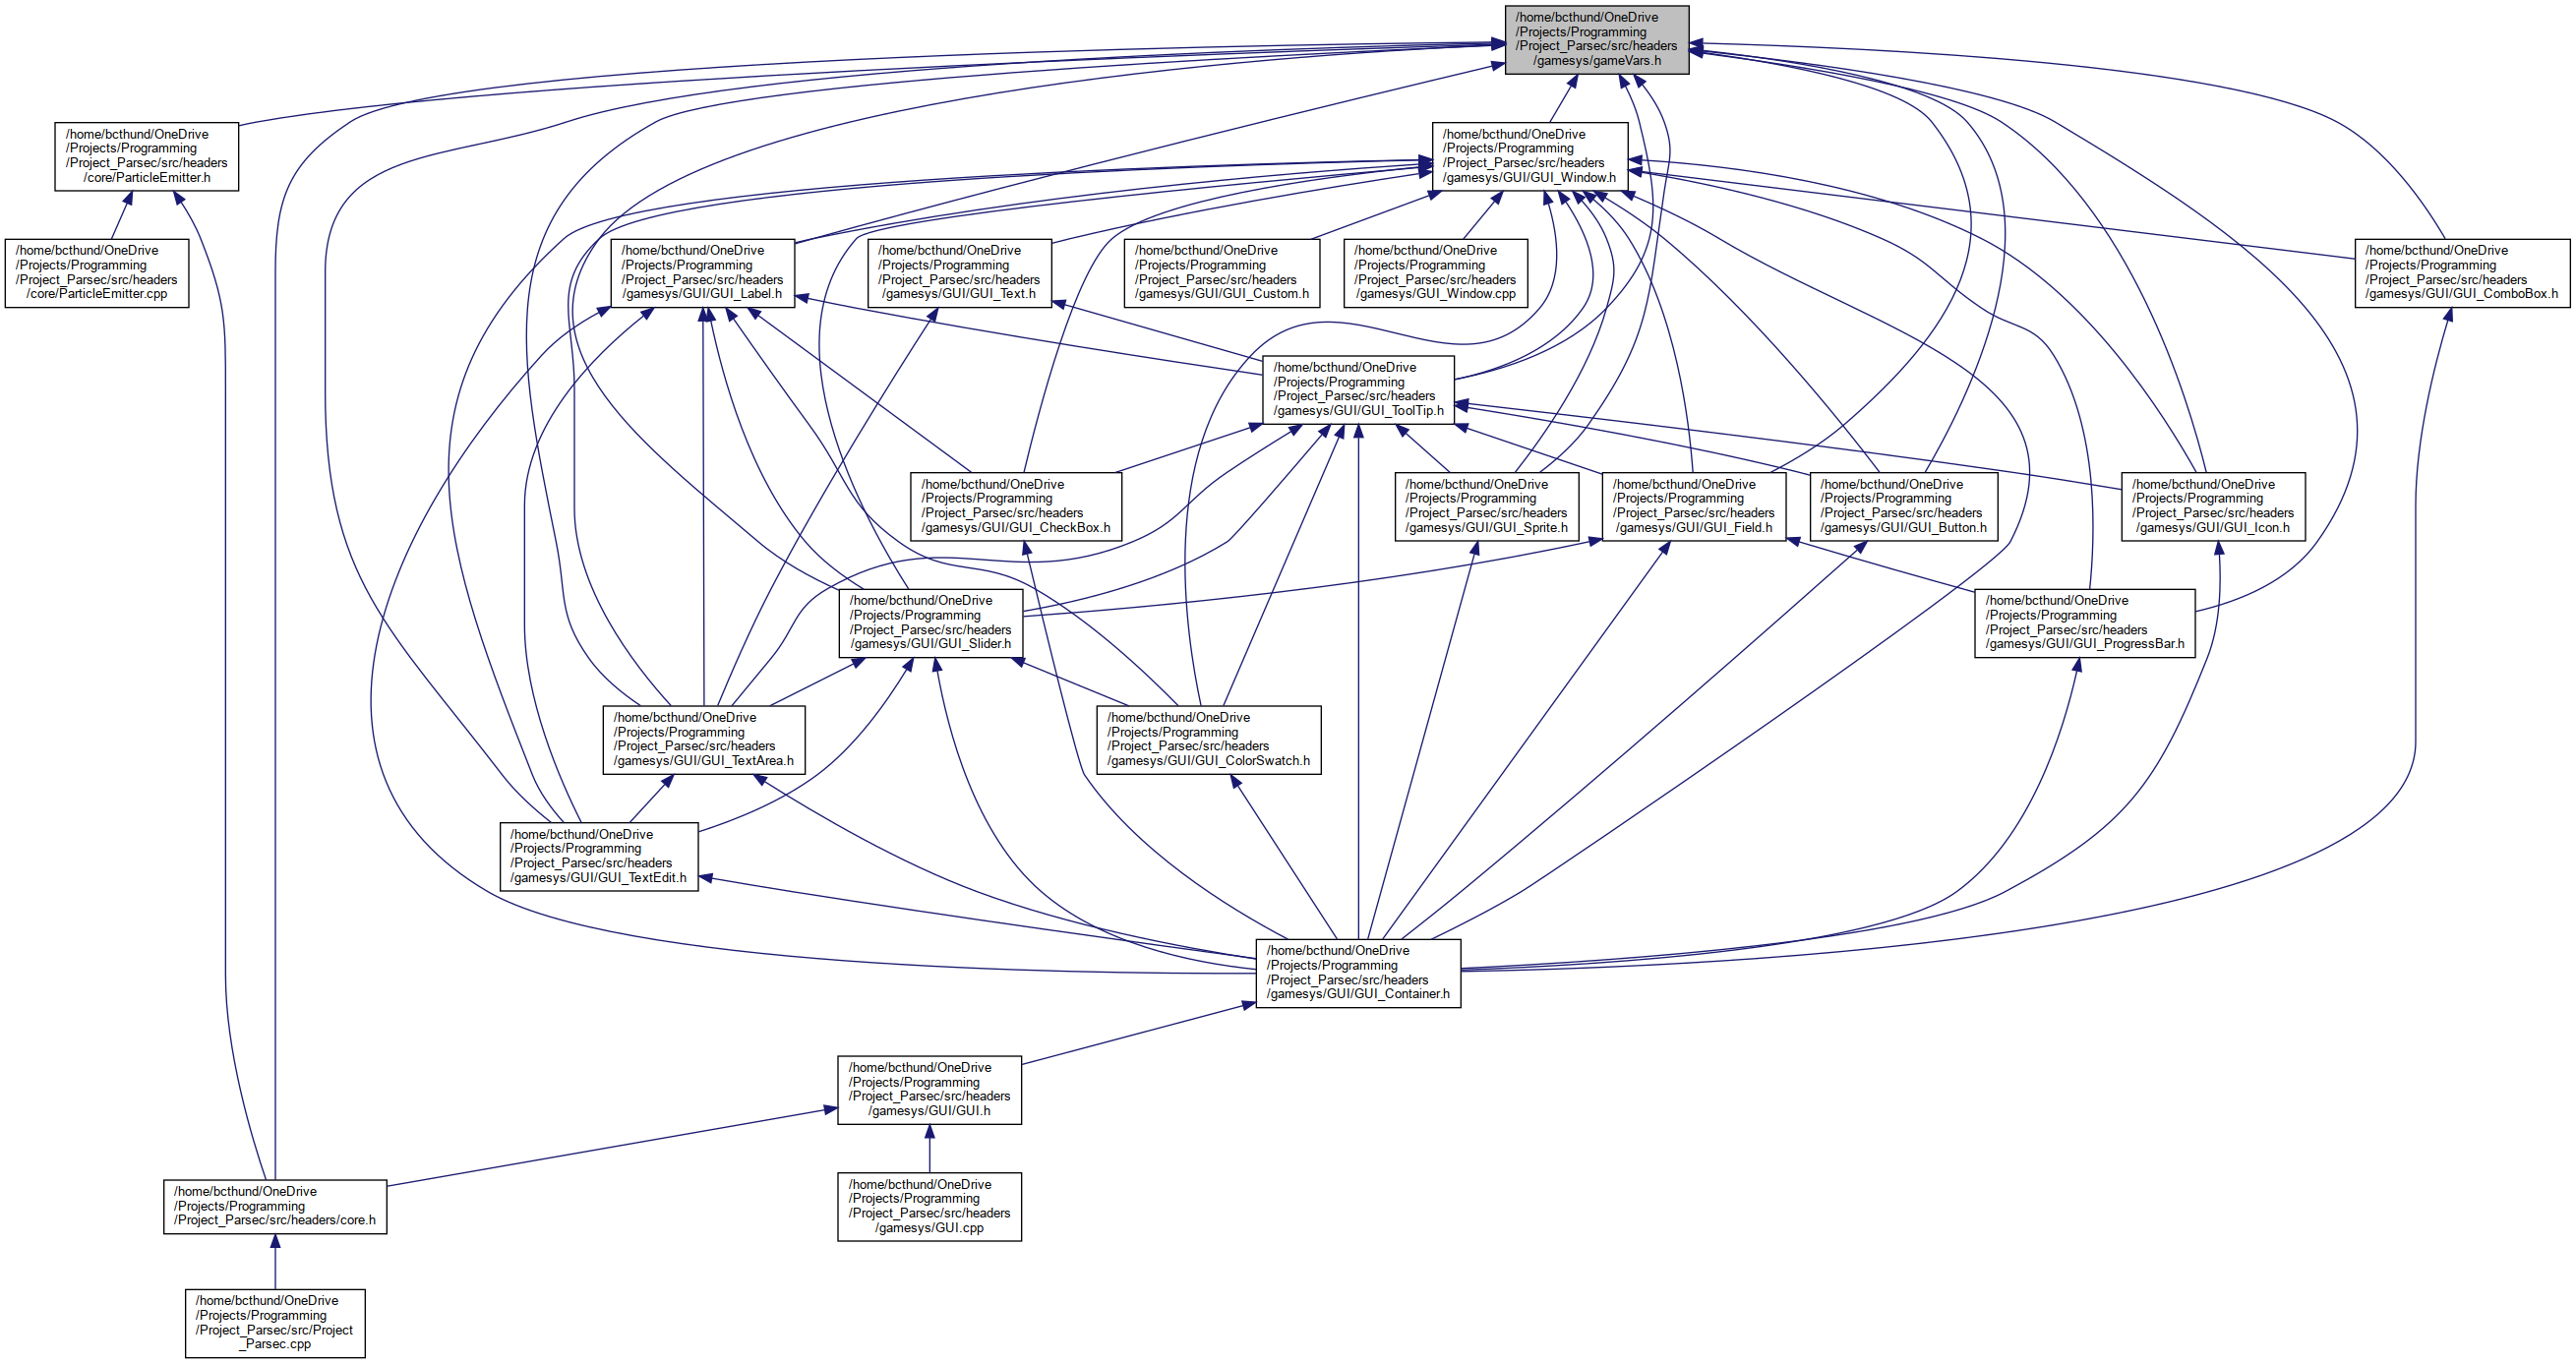 /home/bcthund/OneDrive
/Projects/Programming
/Project_Parsec/src/headers
/gamesys/gameVars.h
/home/bcthund/OneDrive
/Projects/Programming
/Project_Parsec/src/headers
/core/ParticleEmitter.h
/home/bcthund/OneDrive
/Projects/Programming
/Project_Parsec/src/headers
/gamesys/GUI/GUI_Window.h
/home/bcthund/OneDrive
/Projects/Programming
/Project_Parsec/src/headers
/core/ParticleEmitter.cpp
/home/bcthund/OneDrive
/Projects/Programming
/Project_Parsec/src/headers
/gamesys/GUI/GUI_Label.h
/home/bcthund/OneDrive
/Projects/Programming
/Project_Parsec/src/headers
/gamesys/GUI/GUI_Text.h
/home/bcthund/OneDrive
/Projects/Programming
/Project_Parsec/src/headers
/gamesys/GUI/GUI_Custom.h
/home/bcthund/OneDrive
/Projects/Programming
/Project_Parsec/src/headers
/gamesys/GUI_Window.cpp
/home/bcthund/OneDrive
/Projects/Programming
/Project_Parsec/src/headers
/gamesys/GUI/GUI_ComboBox.h
/home/bcthund/OneDrive
/Projects/Programming
/Project_Parsec/src/headers
/gamesys/GUI/GUI_ToolTip.h
/home/bcthund/OneDrive
/Projects/Programming
/Project_Parsec/src/headers
/gamesys/GUI/GUI_CheckBox.h
/home/bcthund/OneDrive
/Projects/Programming
/Project_Parsec/src/headers
/gamesys/GUI/GUI_Sprite.h
/home/bcthund/OneDrive
/Projects/Programming
/Project_Parsec/src/headers
/gamesys/GUI/GUI_Field.h
/home/bcthund/OneDrive
/Projects/Programming
/Project_Parsec/src/headers
/gamesys/GUI/GUI_Button.h
/home/bcthund/OneDrive
/Projects/Programming
/Project_Parsec/src/headers
/gamesys/GUI/GUI_Icon.h
/home/bcthund/OneDrive
/Projects/Programming
/Project_Parsec/src/headers
/gamesys/GUI/GUI_Slider.h
/home/bcthund/OneDrive
/Projects/Programming
/Project_Parsec/src/headers
/gamesys/GUI/GUI_ProgressBar.h
/home/bcthund/OneDrive
/Projects/Programming
/Project_Parsec/src/headers
/gamesys/GUI/GUI_TextArea.h
/home/bcthund/OneDrive
/Projects/Programming
/Project_Parsec/src/headers
/gamesys/GUI/GUI_ColorSwatch.h
/home/bcthund/OneDrive
/Projects/Programming
/Project_Parsec/src/headers
/gamesys/GUI/GUI_TextEdit.h
/home/bcthund/OneDrive
/Projects/Programming
/Project_Parsec/src/headers
/gamesys/GUI/GUI_Container.h
/home/bcthund/OneDrive
/Projects/Programming
/Project_Parsec/src/headers
/gamesys/GUI/GUI.h
/home/bcthund/OneDrive
/Projects/Programming
/Project_Parsec/src/headers/core.h
/home/bcthund/OneDrive
/Projects/Programming
/Project_Parsec/src/headers
/gamesys/GUI.cpp
/home/bcthund/OneDrive
/Projects/Programming
/Project_Parsec/src/Project
_Parsec.cpp